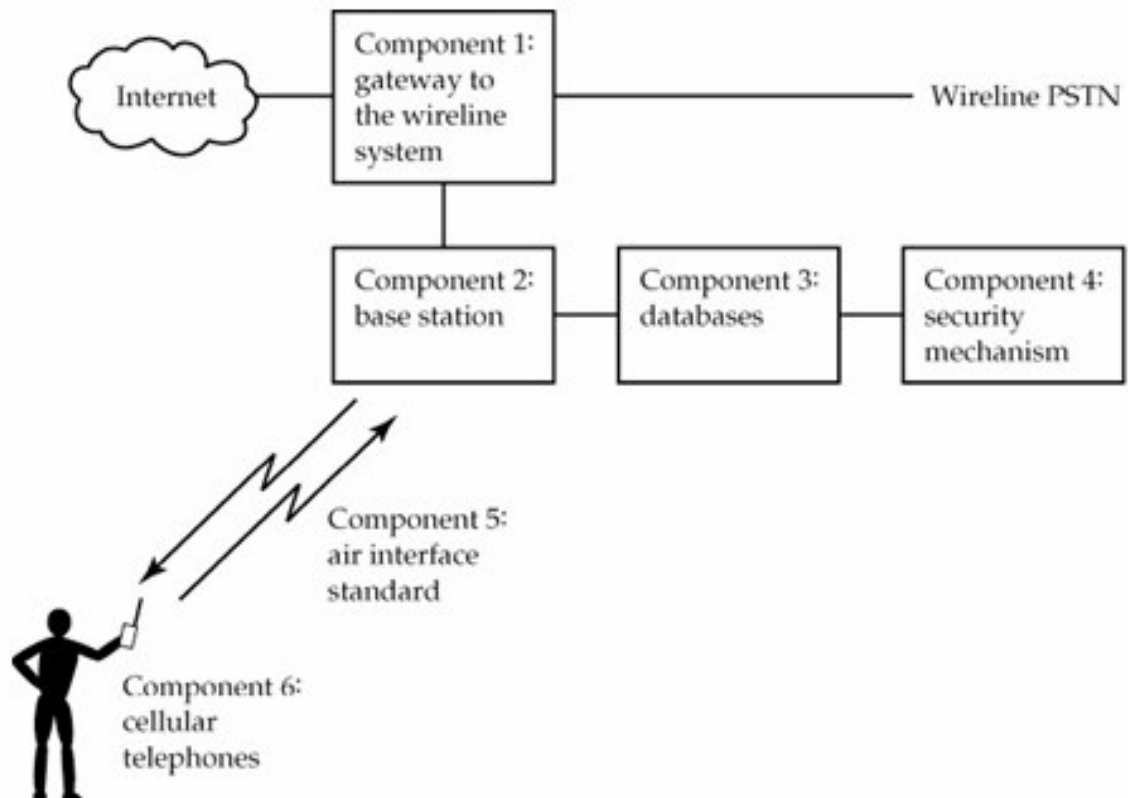 Internet
Component 1:
gateway to
the wireline
system
Wireline PSTN
Component 2:
base station
Component 3:
databases
Component 4:
security
mechanism
Component 5:
air interface
standard
Component 6:
cellular
telephones